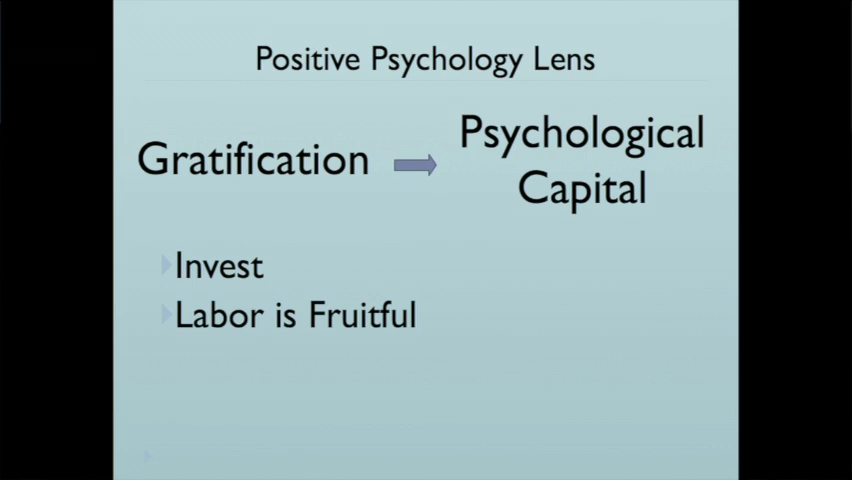 Positive Psychology Lens
Gratification
Psychological
Capital
Invest
Labor is Fruitful